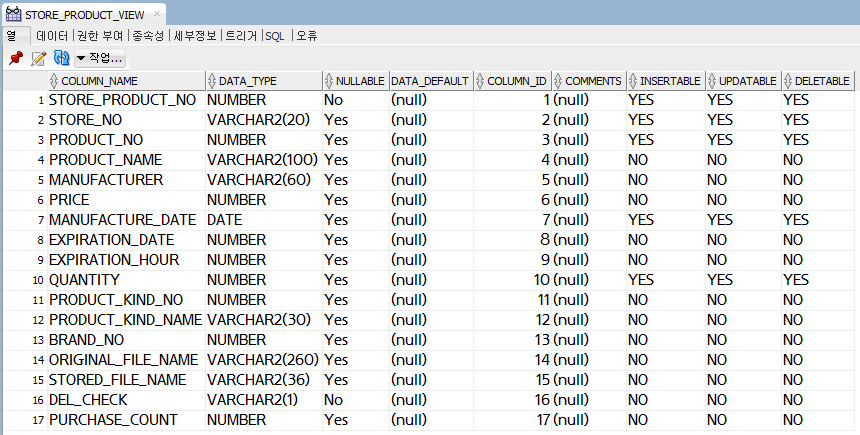 STORE_PRODUCT_VIEW
열 데이터 권한 부여 종속성 세부정보 트리거 SQL 오류
작업...
COLUMN_NAME DATA_TYPE NULLABLE DATA_DEFAULT COLUMN_ID COMMENTS INSERTABLE UPDATABLE DELETABLE
1 STORE_PRODUCT_NO NUMBER No (null) 1 (null) YES YES YES
2 STORE_NO VARCHAR2(20) Yes (null) 2 (null) YES YES YES
3 PRODUCT_NO NUMBER Yes (null) 3 (null) YES YES YES
4 PRODUCT_NAME VARCHAR2(100) Yes (null) 4 (null) NO NO NO
5 MANUFACTURER VARCHAR2(60) Yes (null) 5 (null) NO NO NO
6 PRICE NUMBER Yes (null) 6 (null) NO NO NO
7 MANUFACTURE_DATE DATE Yes (null) 7 (null) YES YES YES
8 EXPIRATION_DATE NUMBER Yes (null) 8 (null) NO NO NO
9 EXPIRATION_HOUR NUMBER Yes (null) 9 (null) NO NO NO
10 QUANTITY NUMBER Yes (null) 10 (null) YES YES YES
11 PRODUCT_KIND_NO NUMBER Yes (null) 11 (null) NO NO NO
12 PRODUCT_KIND_NAME VARCHAR2(30) Yes (null) 12 (null) NO NO NO
13 BRAND_NO NUMBER Yes (null) 13 (null) NO NO NO
14 ORIGINAL_FILE_NAME VARCHAR2(260) Yes (null) 14 (null) NO NO NO
15 STORED_FILE_NAME VARCHAR2(36) Yes (null) 15 (null) NO NO NO
16 DEL_CHECK VARCHAR2(1) No (null) 16 (null) NO NO NO
17 PURCHASE_COUNT NUMBER Yes (null) 17 (null) NO NO NO